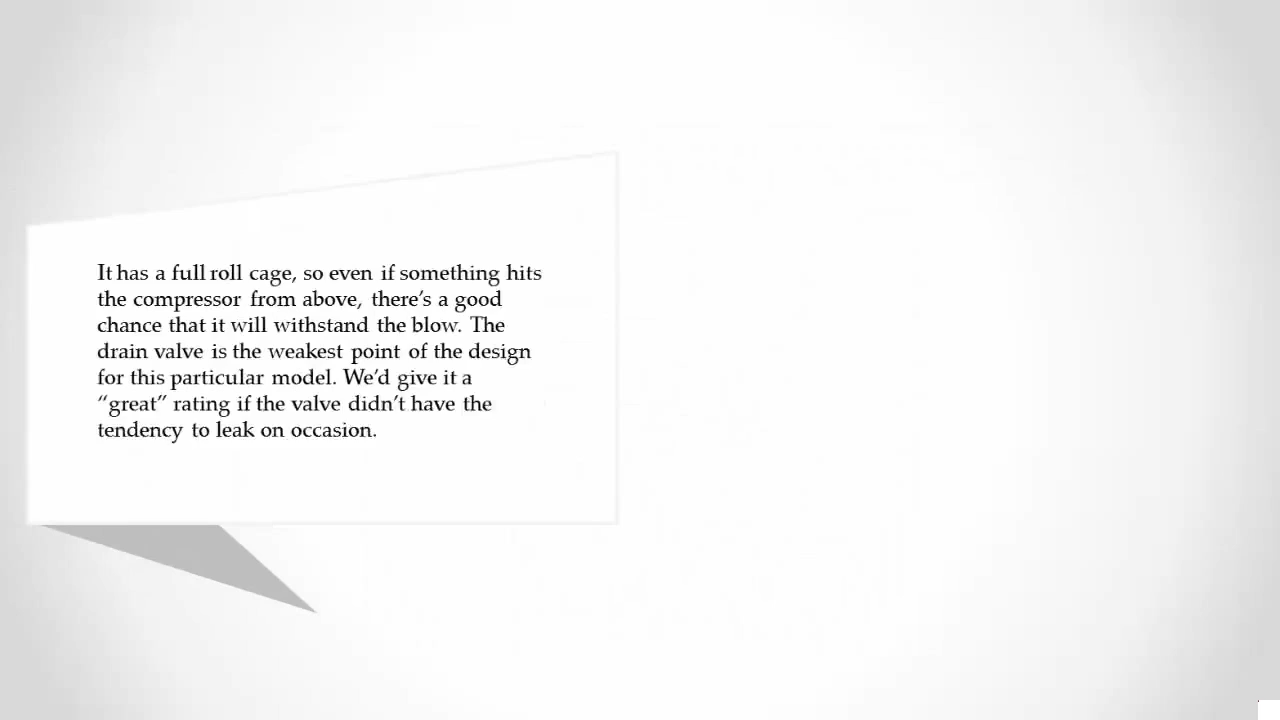 It has a full roll cage, so even if something hits
the compressor from above, there’s a good
chance that it will withstand the blow. The
drain valve is the weakest point of the design
for this particular model. We’d give it a
“great” rating if the valve didn’t have the
tendency to leak on occasion.